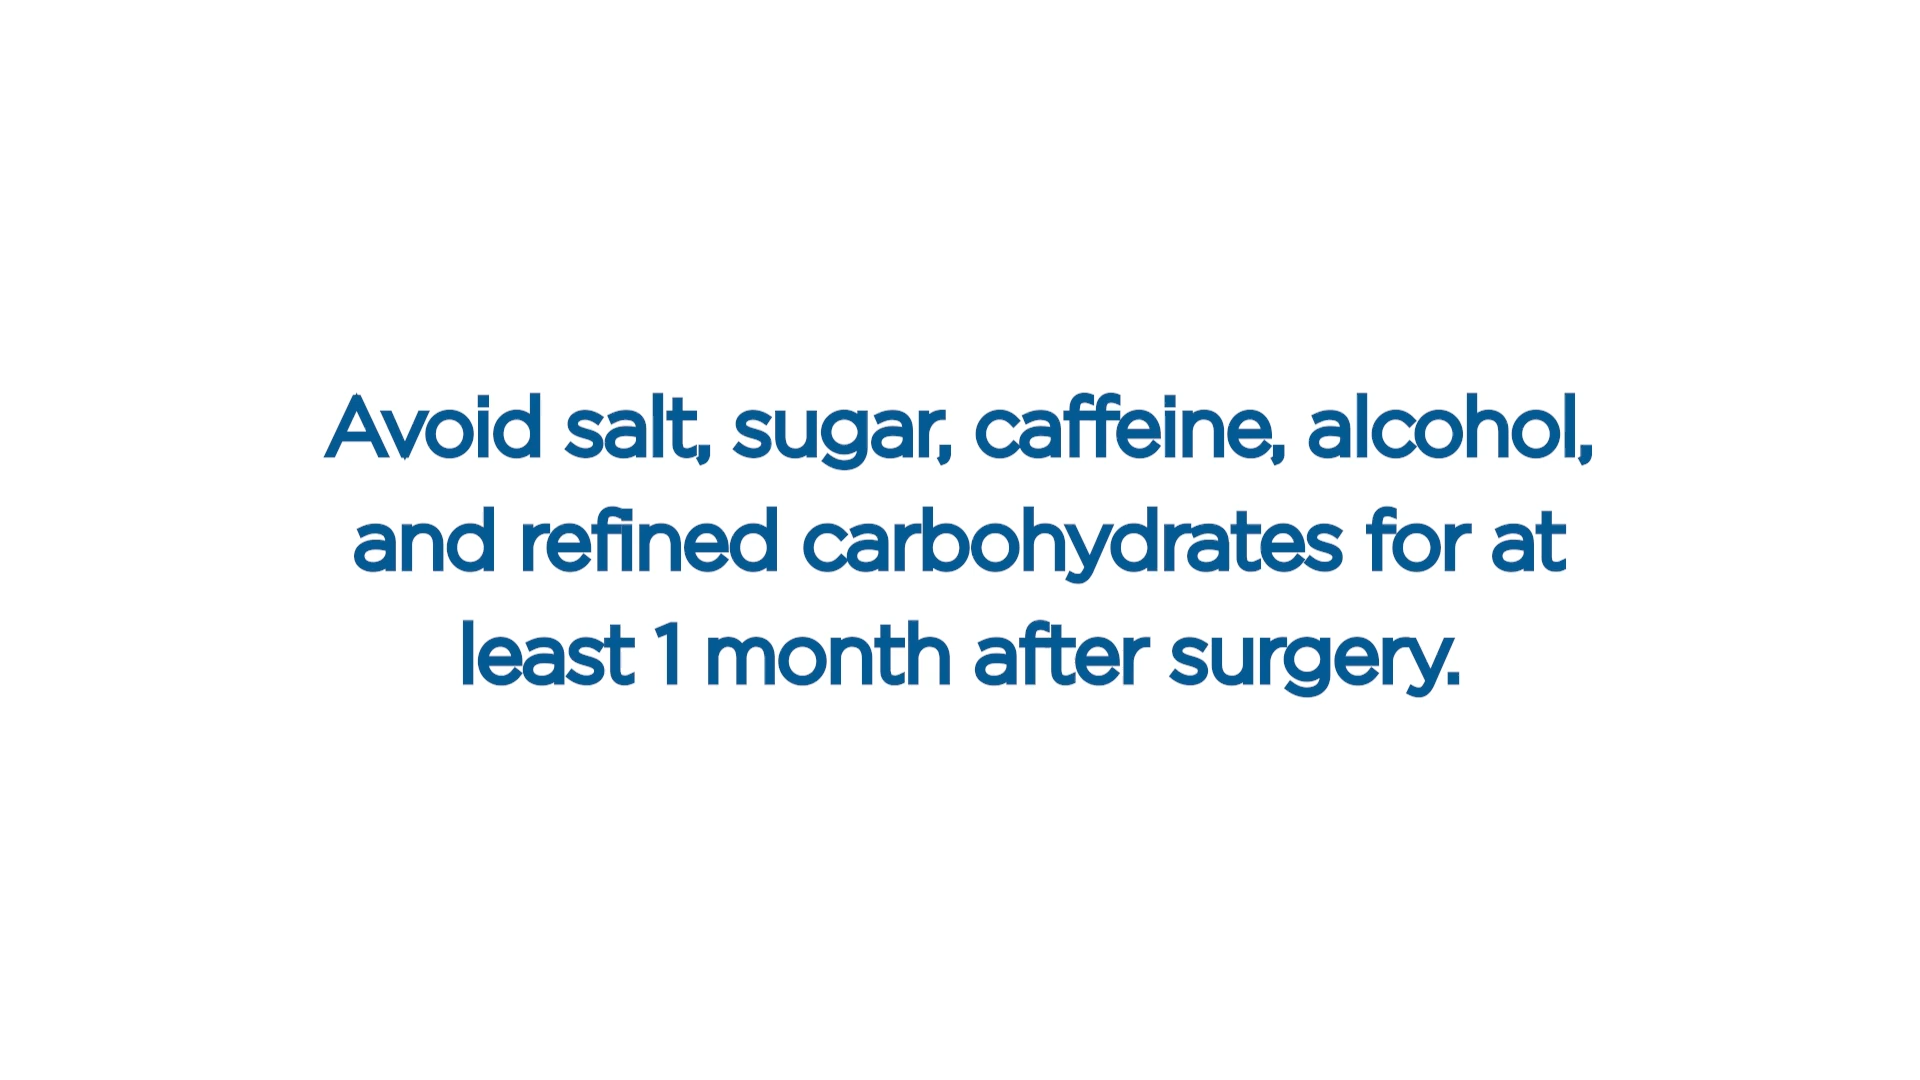 Avoid salt, sugar, caffeine, alcohol,
and refined carbohydrates for at
least 1 month after surgery.